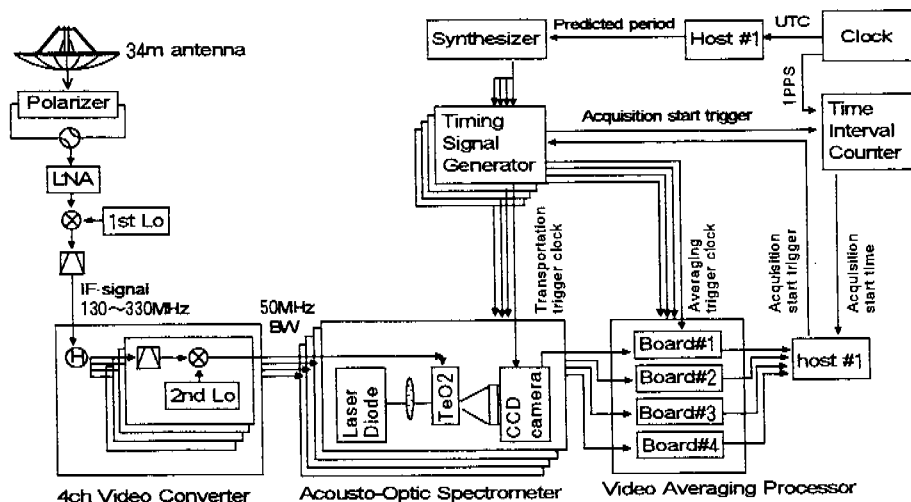 34m antenna
Polarizer
LNA
1st Lo
IF-signal
130～330MHz
50MHz
BW
2nd Lo
4ch Video Converter
Synthesizer
Predicted period
Host #1
UTC
Clock
1PPS
Timing
Signal
Generator
Acquisition start trigger
Time
Interval
Counter
Transportation
trigger clock
Averaging
trigger clock
Acquisition
start trigger
Acquisition
start time
Laser
Diode
TeO2
CCD
camera
Acousto-Optic Spectrometer
Board#1
Board#2
Board#3
Board#4
host #1
Video Averaging Processor
H